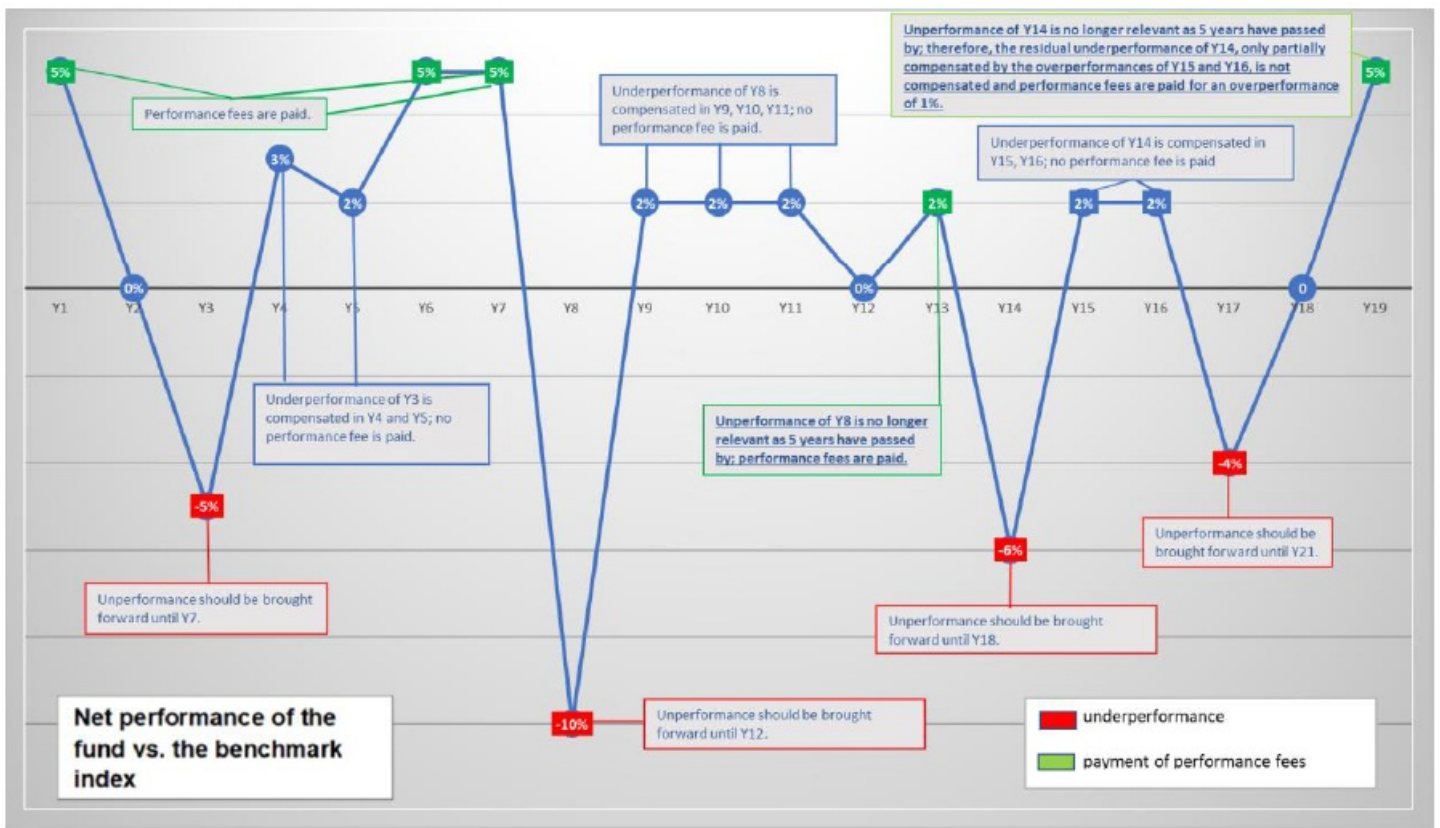 Unperformance of Y14 is no longer relevant as 5 years have passed
by; therefore, the residual underperformance of Y14, only partially
compensated by the overperformances of Y15 and Y16, is not
compensated and performance fees are paid for an overperformance
of 1%.
5%
5%
5%
5%
Performance fees are paid.
Underperformance of Y8 is
compensated in Y9, Y10, Y11; no
performance fee is paid.
Underperformance of Y14 is compensated in
Y15, Y16; no performance fee is paid
3%
2%
2%
2%
2%
2%
2%
2%
0%
0%
0
Y1
Y2
Y3
Y4
Y5
Y6
Y7
Y8
Y9
Y10
Y11
Y12
Y13
Y14
Y15
Y16
Y17
Y18
Y19
Underperformance of Y3 is
compensated in Y4 and Y5; no
performance fee is paid.
Unperformance of Y8 is no longer
relevant as 5 years have passed
by; performance fees are paid.
-4%
-5%
-6%
Unperformance should be
brought forward until Y21.
Unperformance should be brought
forward until Y7.
Unperformance should be brought
forward until Y18.
Net performance of the
fund vs. the benchmark
index
-10%
Unperformance should be brought
forward until Y12.
underperformance
payment of performance fees